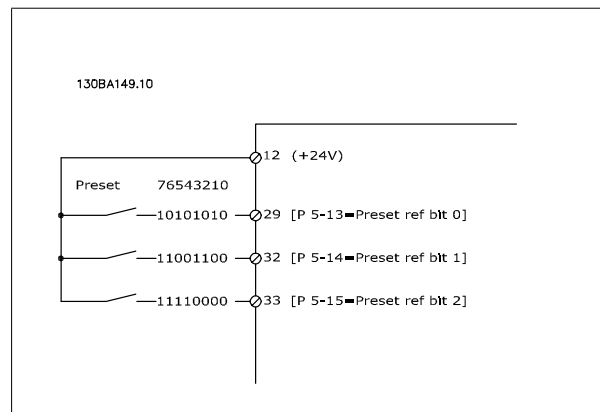 130BA149.10
12 (+24V)
Preset 76543210
10101010 29 [P 5-13=Preset ref bit 0]
11001100 32 [P 5-14=Preset ref bit 1]
11110000 33 [P 5-15=Preset ref bit 2]